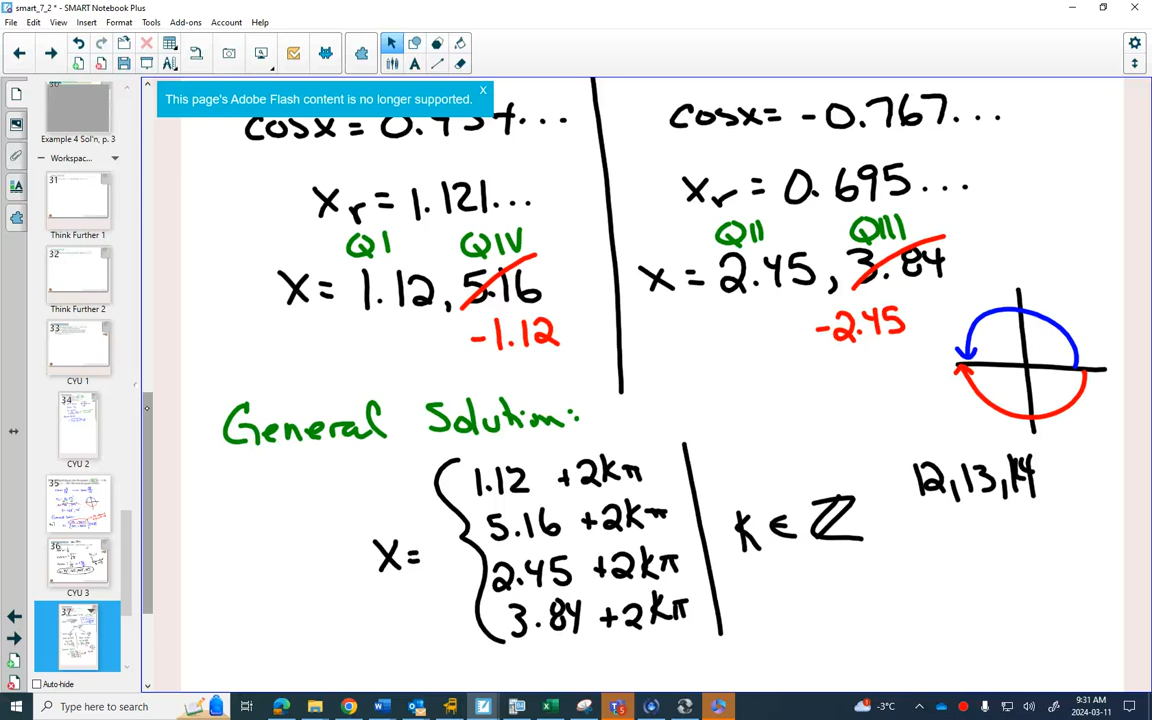 smart_7_2 * - SMART Notebook Plus
File Edit View Insert Format Tools Add-ons Account Help
This page's Adobe Flash content is no longer supported. X
Example 4 Sol'n, p. 3
Workspac...
31
Think Further 1
32
Think Further 2
33
CYU 1
34
CYU 2
35
36
CYU 3
37
Auto-hide
cosx = 0.434...
xr = 1.121...
QI QIV
x = 1.12, 5.16
-1.12
cosx = -0.767...
xr = 0.695...
QII QIII
x = 2.45, 3.84
-2.45
General Solution:
1.12 + 2kπ
5.16 + 2kπ
x =
2.45 + 2kπ
3.84 + 2kπ
k ∈ ℤ
12, 13, 14
Type here to search
-3°C
9:31 AM
2024-03-11